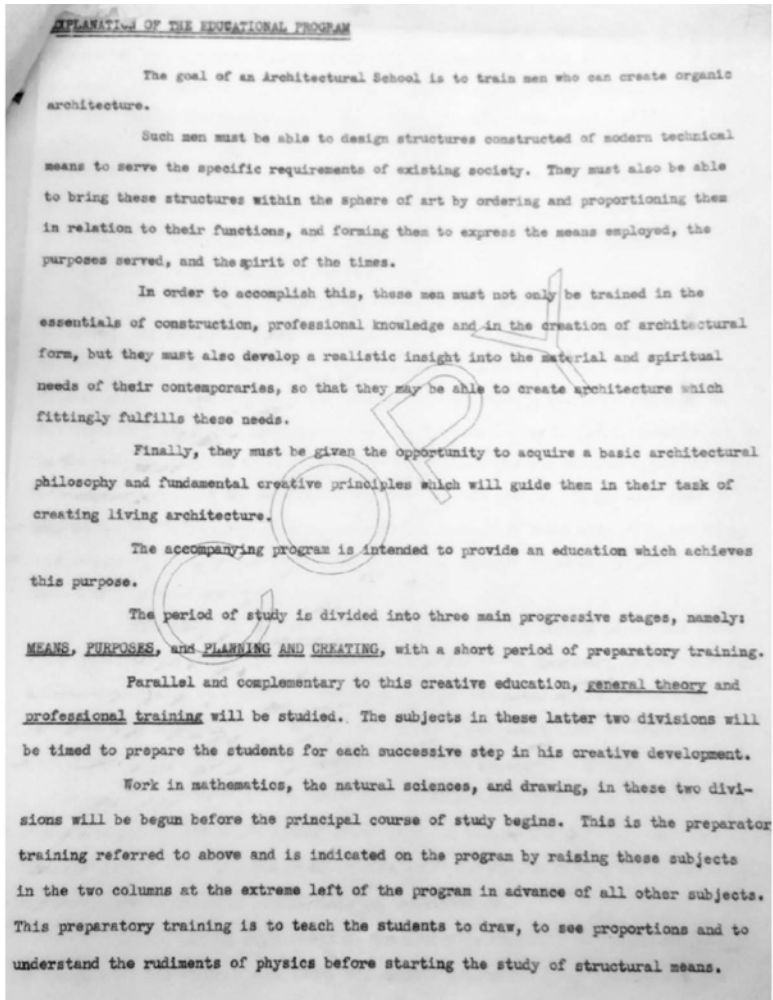 EXPLANATION OF THE EDUCATIONAL PROGRAM
The goal of an Architectural School is to train men who can create organic
architecture.
Such men must be able to design structures constructed of modern technical
means to serve the specific requirements of existing society. They must also be able
to bring these structures within the sphere of art by ordering and proportioning them
in relation to their functions, and forming them to express the means employed, the
purposes served, and the spirit of the times.
In order to accomplish this, these men must not only be trained in the
essentials of construction, professional knowledge and in the creation of architectural
form, but they must also develop a realistic insight into the material and spiritual
needs of their contemporaries, so that they may be able to create architecture which
fittingly fulfills these needs.
Finally, they must be given the opportunity to acquire a basic architectural
philosophy and fundamental creative principles which will guide them in their task of
creating living architecture.
The accompanying program is intended to provide an education which achieves
this purpose.
The period of study is divided into three main progressive stages, namely:
MEANS, PURPOSES, and PLANNING AND CREATING, with a short period of preparatory training.
Parallel and complementary to this creative education, general theory and
professional training will be studied. The subjects in these latter two divisions will
be timed to prepare the students for each successive step in his creative development.
Work in mathematics, the natural sciences, and drawing, in these two divi-
sions will be begun before the principal course of study begins. This is the preparator
training referred to above and is indicated on the program by raising these subjects
in the two columns at the extreme left of the program in advance of all other subjects.
This preparatory training is to teach the students to draw, to see proportions and to
understand the rudiments of physics before starting the study of structural means.
COPY